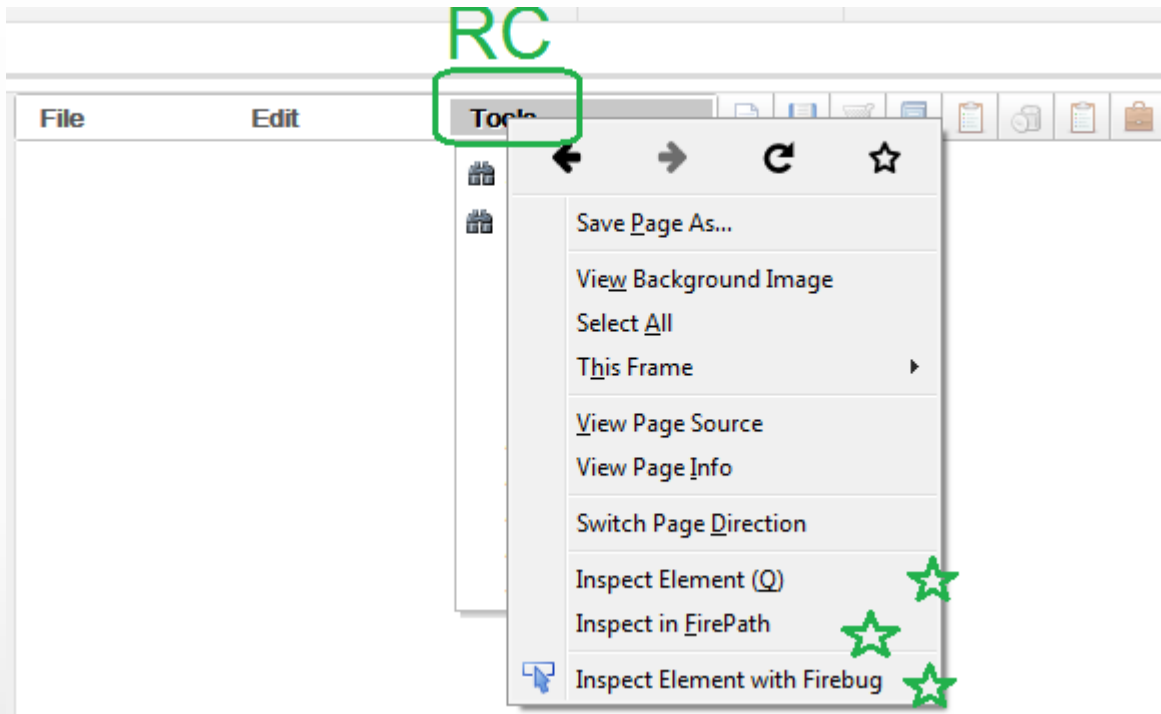 RC
File Edit Tools
Save Page As...
View Background Image
Select All
This Frame
View Page Source
View Page Info
Switch Page Direction
Inspect Element (Q)
Inspect in FirePath
Inspect Element with Firebug